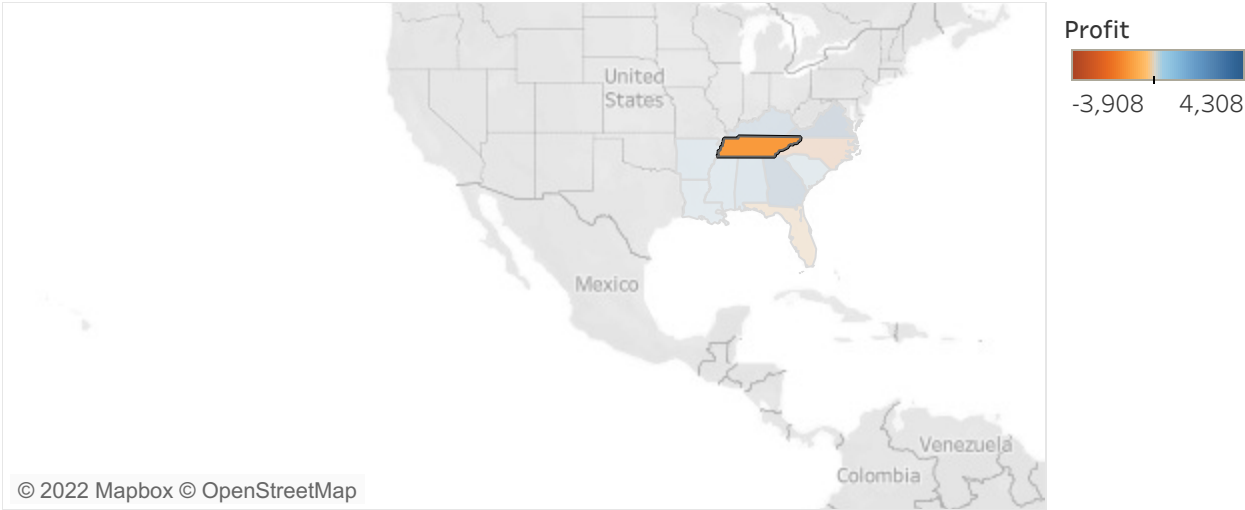 Profit
-3,908 4,308
United
States
Mexico
Venezuela
Colombia
© 2022 Mapbox © OpenStreetMap